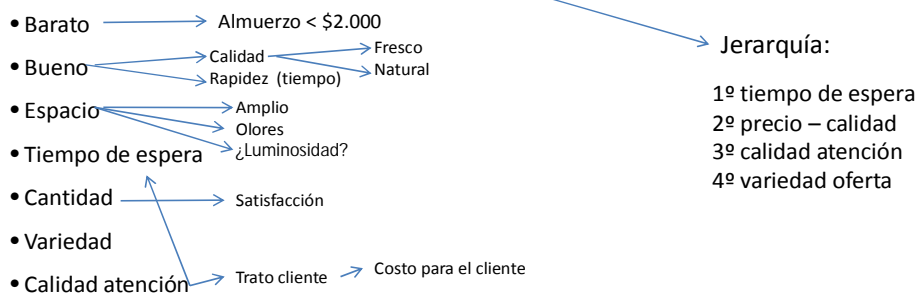 • Barato
Almuerzo < $2.000
• Bueno
Calidad
Rapidez (tiempo)
Fresco
Natural
• Espacio
Amplio
Olores
¿Luminosidad?
• Tiempo de espera
• Cantidad
Satisfacción
• Variedad
• Calidad atención
Trato cliente
Costo para el cliente
Jerarquía:
1º tiempo de espera
2º precio – calidad
3º calidad atención
4º variedad oferta